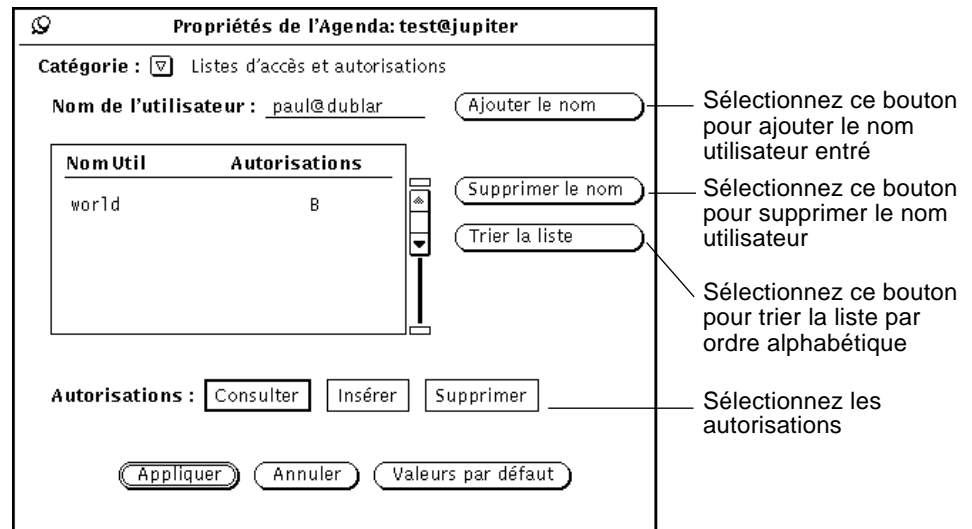 Propriétés de l'Agenda: test@jupiter
Catégorie : Listes d'accès et autorisations
Nom de l'utilisateur : paul@dublar
Ajouter le nom
Sélectionnez ce bouton
pour ajouter le nom
utilisateur entré
Nom Util Autorisations
world B
Supprimer le nom
Sélectionnez ce bouton
pour supprimer le nom
utilisateur
Trier la liste
Sélectionnez ce bouton
pour trier la liste par
ordre alphabétique
Autorisations : Consulter Insérer Supprimer
Sélectionnez les
autorisations
Appliquer Annuler Valeurs par défaut